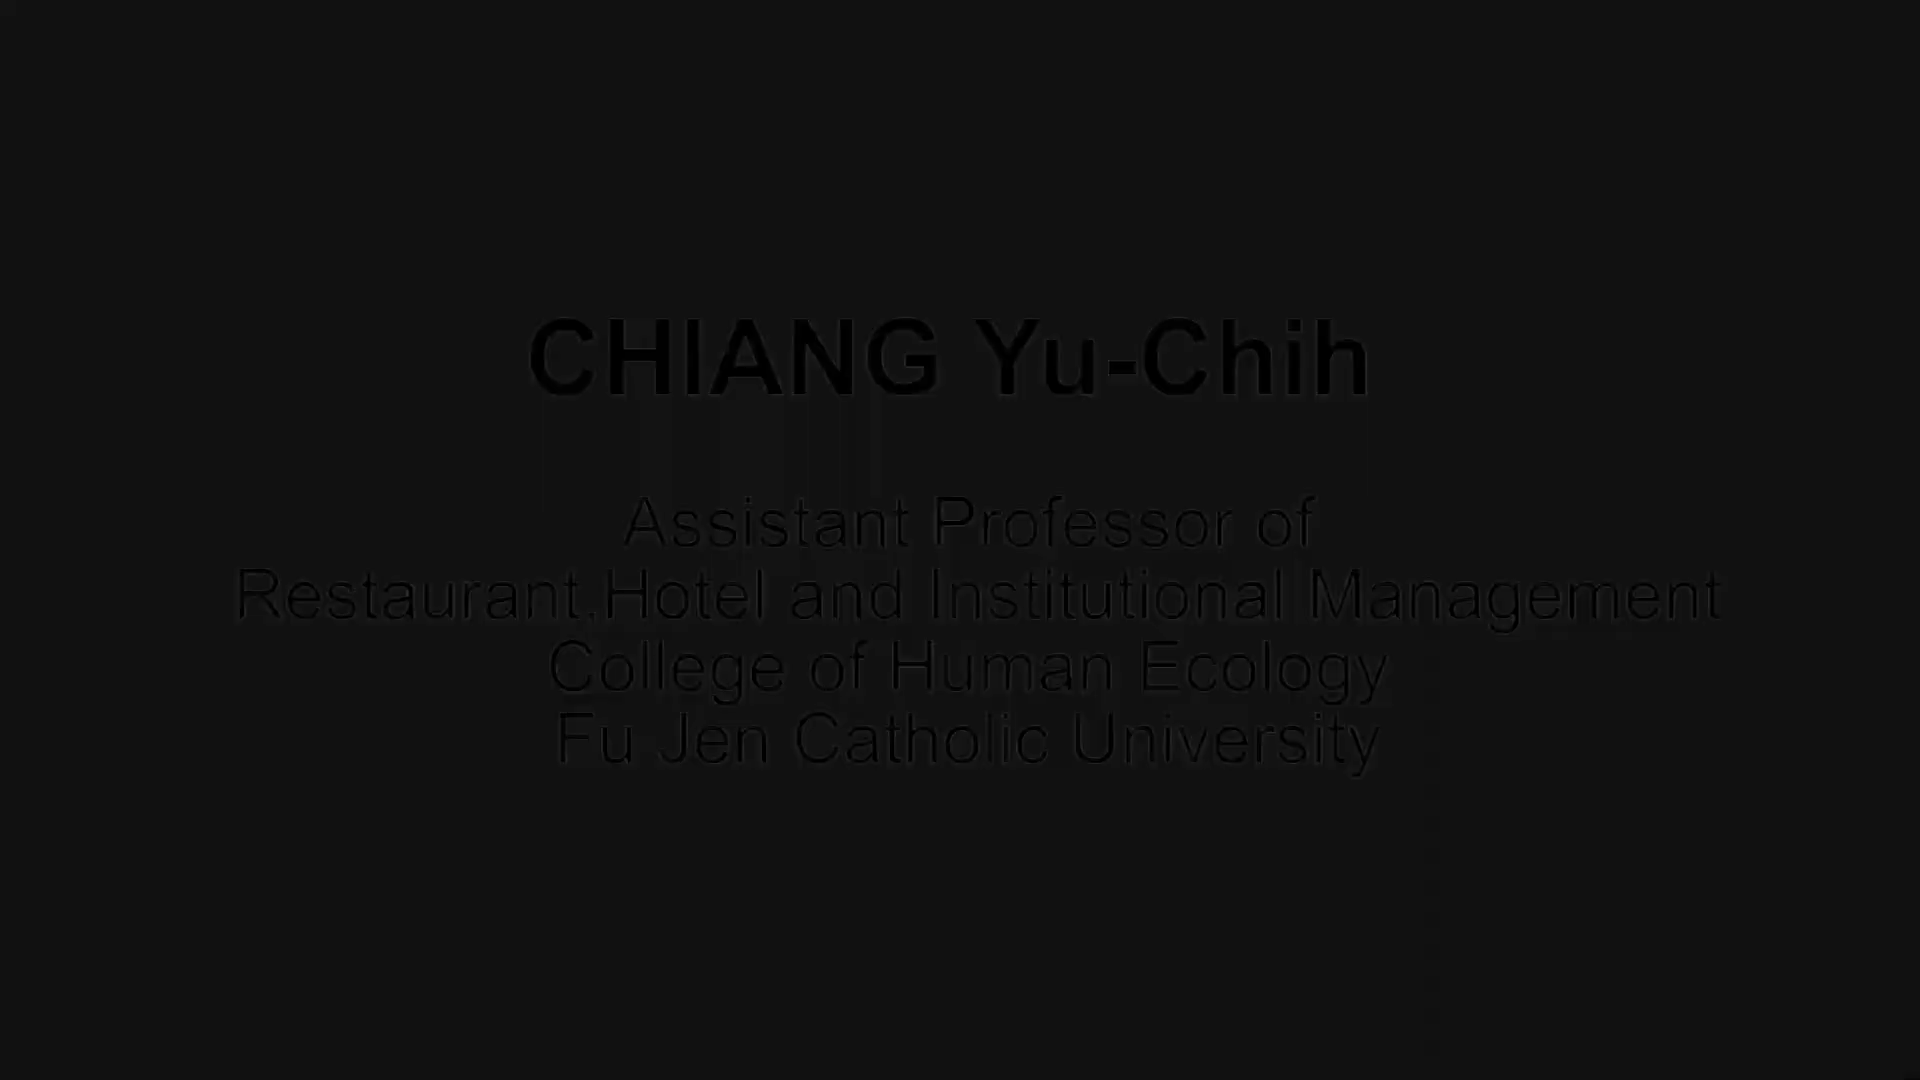 CHIANG Yu-Chih
Assistant Professor of
Restaurant,Hotel and Institutional Management
College of Human Ecology
Fu Jen Catholic University